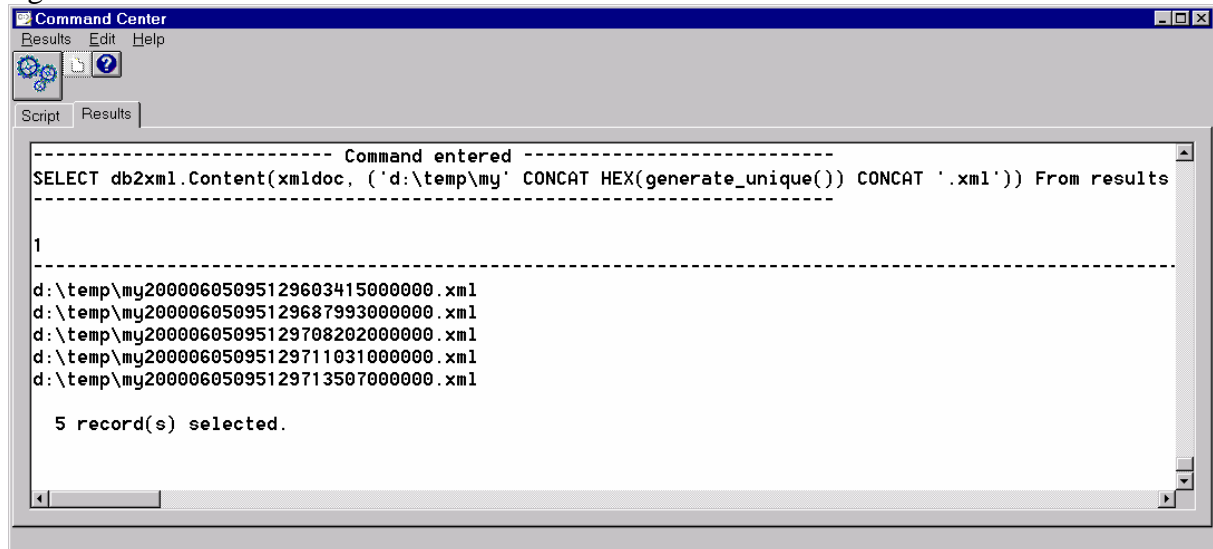 Command Center
Results Edit Help
Script Results
--------------------------- Command entered ----------------------------
SELECT db2xml.Content(xmldoc, ('d:\temp\my' CONCAT HEX(generate_unique()) CONCAT '.xml')) From results
------------------------------------------------------------------------
1
-------------------------------------------------------------------------------------------------------
d:\temp\my20000605095129603415000000.xml
d:\temp\my20000605095129687993000000.xml
d:\temp\my20000605095129708202000000.xml
d:\temp\my20000605095129711031000000.xml
d:\temp\my20000605095129713507000000.xml
5 record(s) selected.